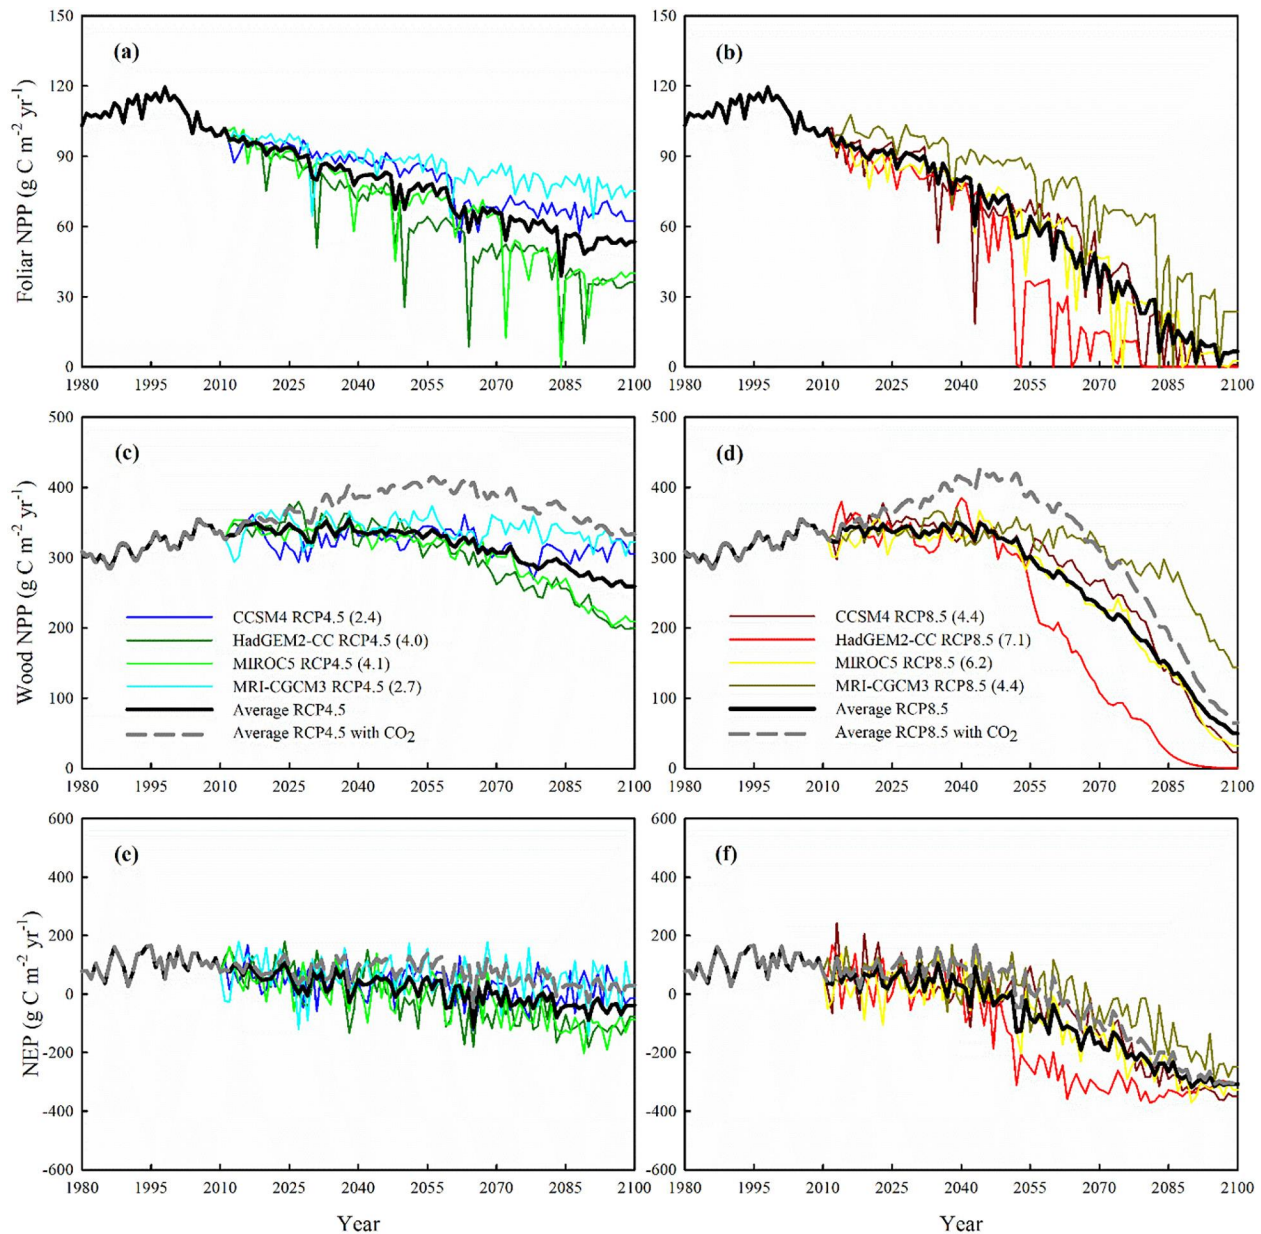 (a)
Foliar NPP (g C m⁻² yr⁻¹)
150
120
90
60
30
0
1980 1995 2010 2025 2040 2055 2070 2085 2100
(b)
150
120
90
60
30
0
1980 1995 2010 2025 2040 2055 2070 2085 2100
(c)
Wood NPP (g C m⁻² yr⁻¹)
500
400
300
200
100
0
CCSM4 RCP4.5 (2.4)
HadGEM2-CC RCP4.5 (4.0)
MIROC5 RCP4.5 (4.1)
MRI-CGCM3 RCP4.5 (2.7)
Average RCP4.5
Average RCP4.5 with CO₂
1980 1995 2010 2025 2040 2055 2070 2085 2100
(d)
500
400
300
200
100
0
CCSM4 RCP8.5 (4.4)
HadGEM2-CC RCP8.5 (7.1)
MIROC5 RCP8.5 (6.2)
MRI-CGCM3 RCP8.5 (4.4)
Average RCP8.5
Average RCP8.5 with CO₂
1980 1995 2010 2025 2040 2055 2070 2085 2100
(e)
NEP (g C m⁻² yr⁻¹)
600
400
200
0
-200
-400
-600
1980 1995 2010 2025 2040 2055 2070 2085 2100
Year
(f)
600
400
200
0
-200
-400
-600
1980 1995 2010 2025 2040 2055 2070 2085 2100
Year